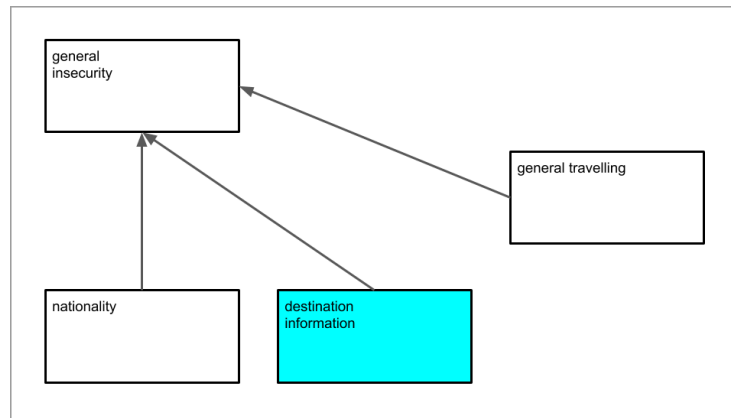 general
insecurity
general travelling
nationality
destination
information